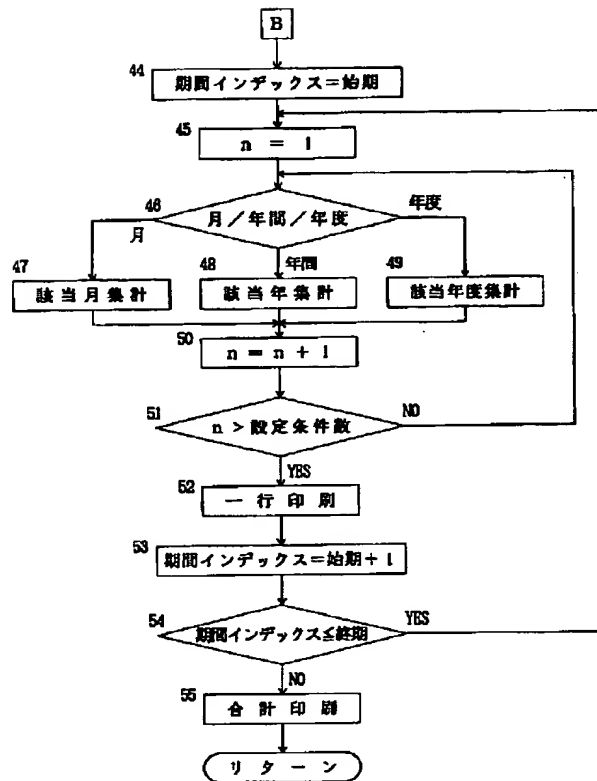 B
44
期間インデックス＝始期
45
n ＝ 1
46
月／年間／年度
月
年度
年間
47
該当月集計
48
該当年集計
49
該当年度集計
50
n ＝ n ＋ 1
51
n ＞設定条件数
NO
YES
52
一行印刷
53
期間インデックス＝始期＋1
54
期間インデックス≦終期
YES
NO
55
合計印刷
リターン